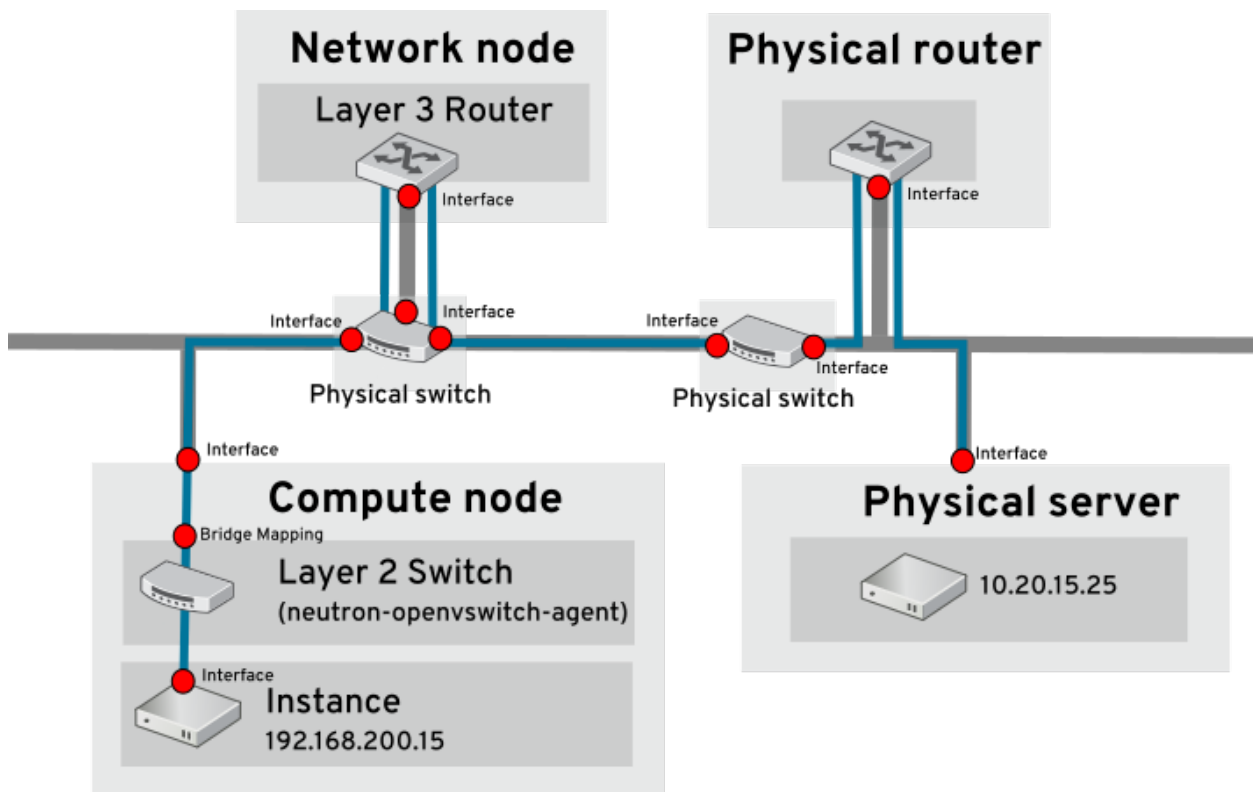 Network node
Layer 3 Router
Interface
Physical router
Interface
Interface
Interface
Physical switch
Interface
Interface
Physical switch
Interface
Compute node
Bridge Mapping
Layer 2 Switch
(neutron-openvswitch-agent)
Interface
Instance
192.168.200.15
Interface
Physical server
10.20.15.25